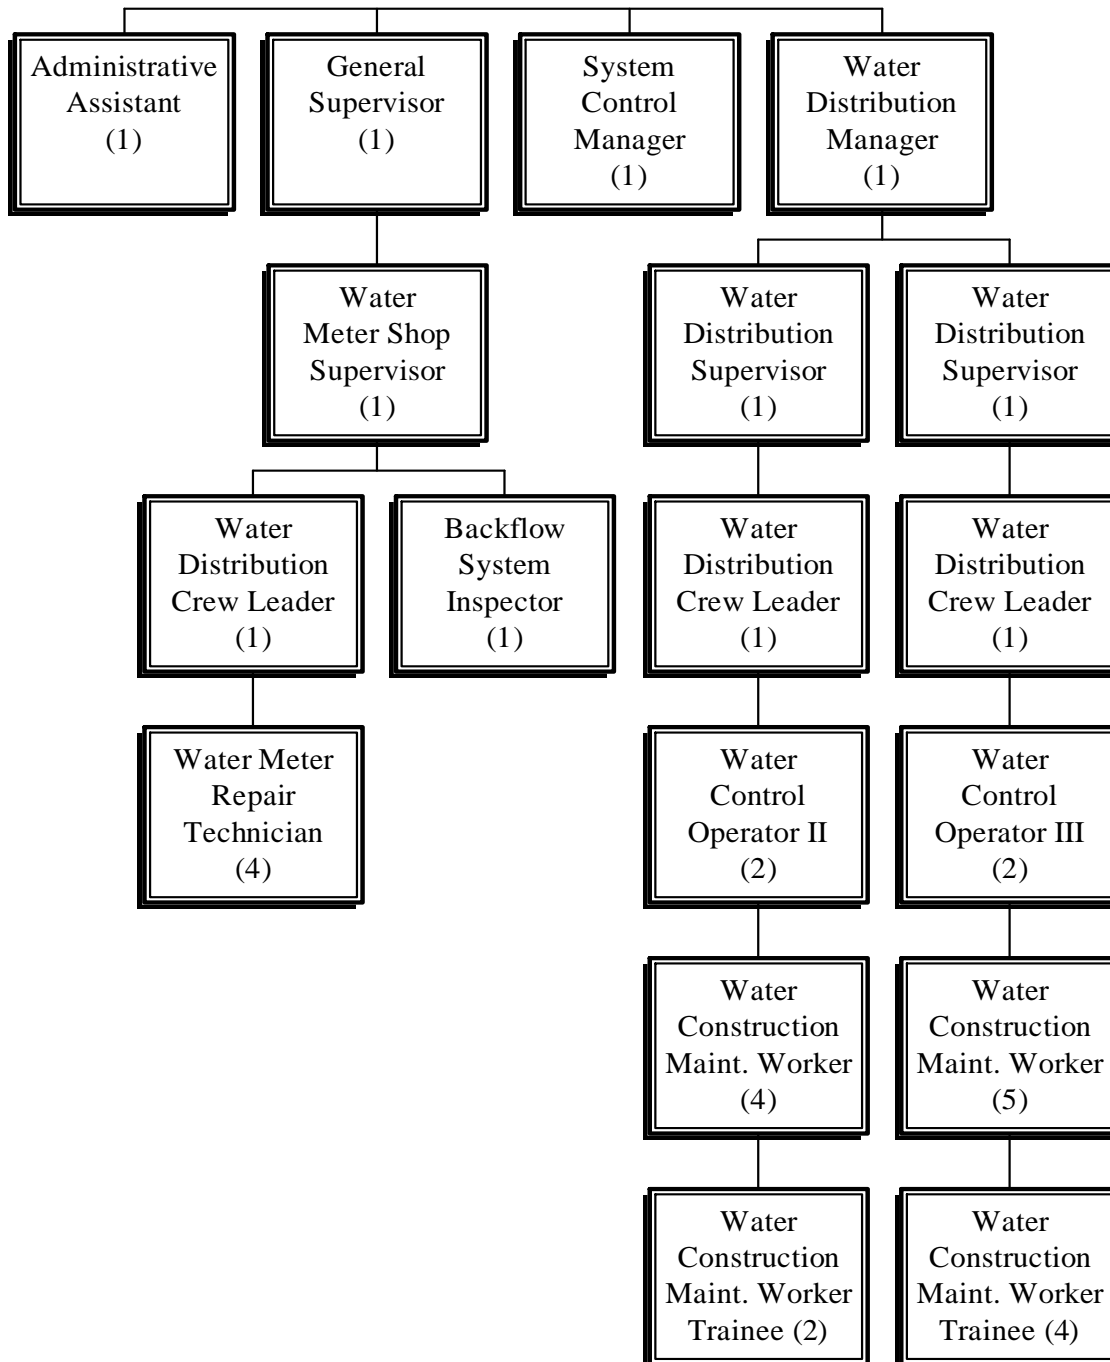 Administrative
Assistant
(1)
General
Supervisor
(1)
System
Control
Manager
(1)
Water
Distribution
Manager
(1)
Water
Meter Shop
Supervisor
(1)
Water
Distribution
Supervisor
(1)
Water
Distribution
Supervisor
(1)
Water
Distribution
Crew Leader
(1)
Backflow
System
Inspector
(1)
Water
Distribution
Crew Leader
(1)
Water
Distribution
Crew Leader
(1)
Water Meter
Repair
Technician
(4)
Water
Control
Operator II
(2)
Water
Control
Operator III
(2)
Water
Construction
Maint. Worker
(4)
Water
Construction
Maint. Worker
(5)
Water
Construction
Maint. Worker
Trainee (2)
Water
Construction
Maint. Worker
Trainee (4)